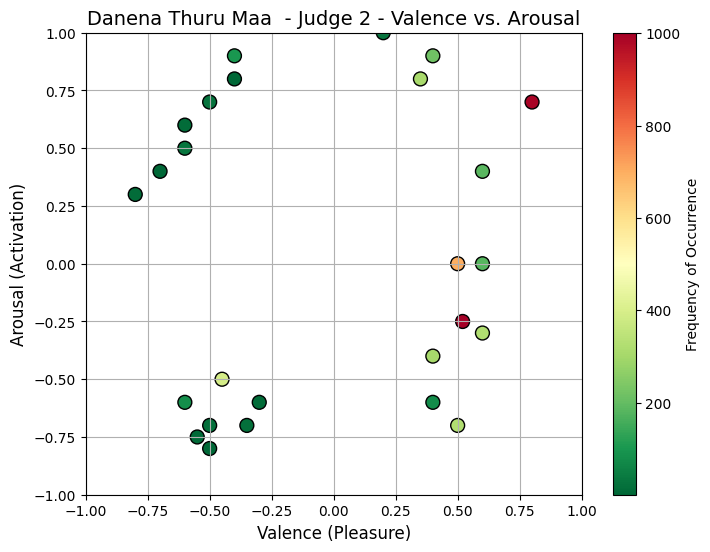 Danena Thuru Maa  - Judge 2 - Valence vs. Arousal
1.00
0.75
0.50
0.25
0.00
−0.25
−0.50
−0.75
−1.00
Arousal (Activation)
−1.00 −0.75 −0.50 −0.25 0.00 0.25 0.50 0.75 1.00
Valence (Pleasure)
1000
800
600
400
200
Frequency of Occurrence